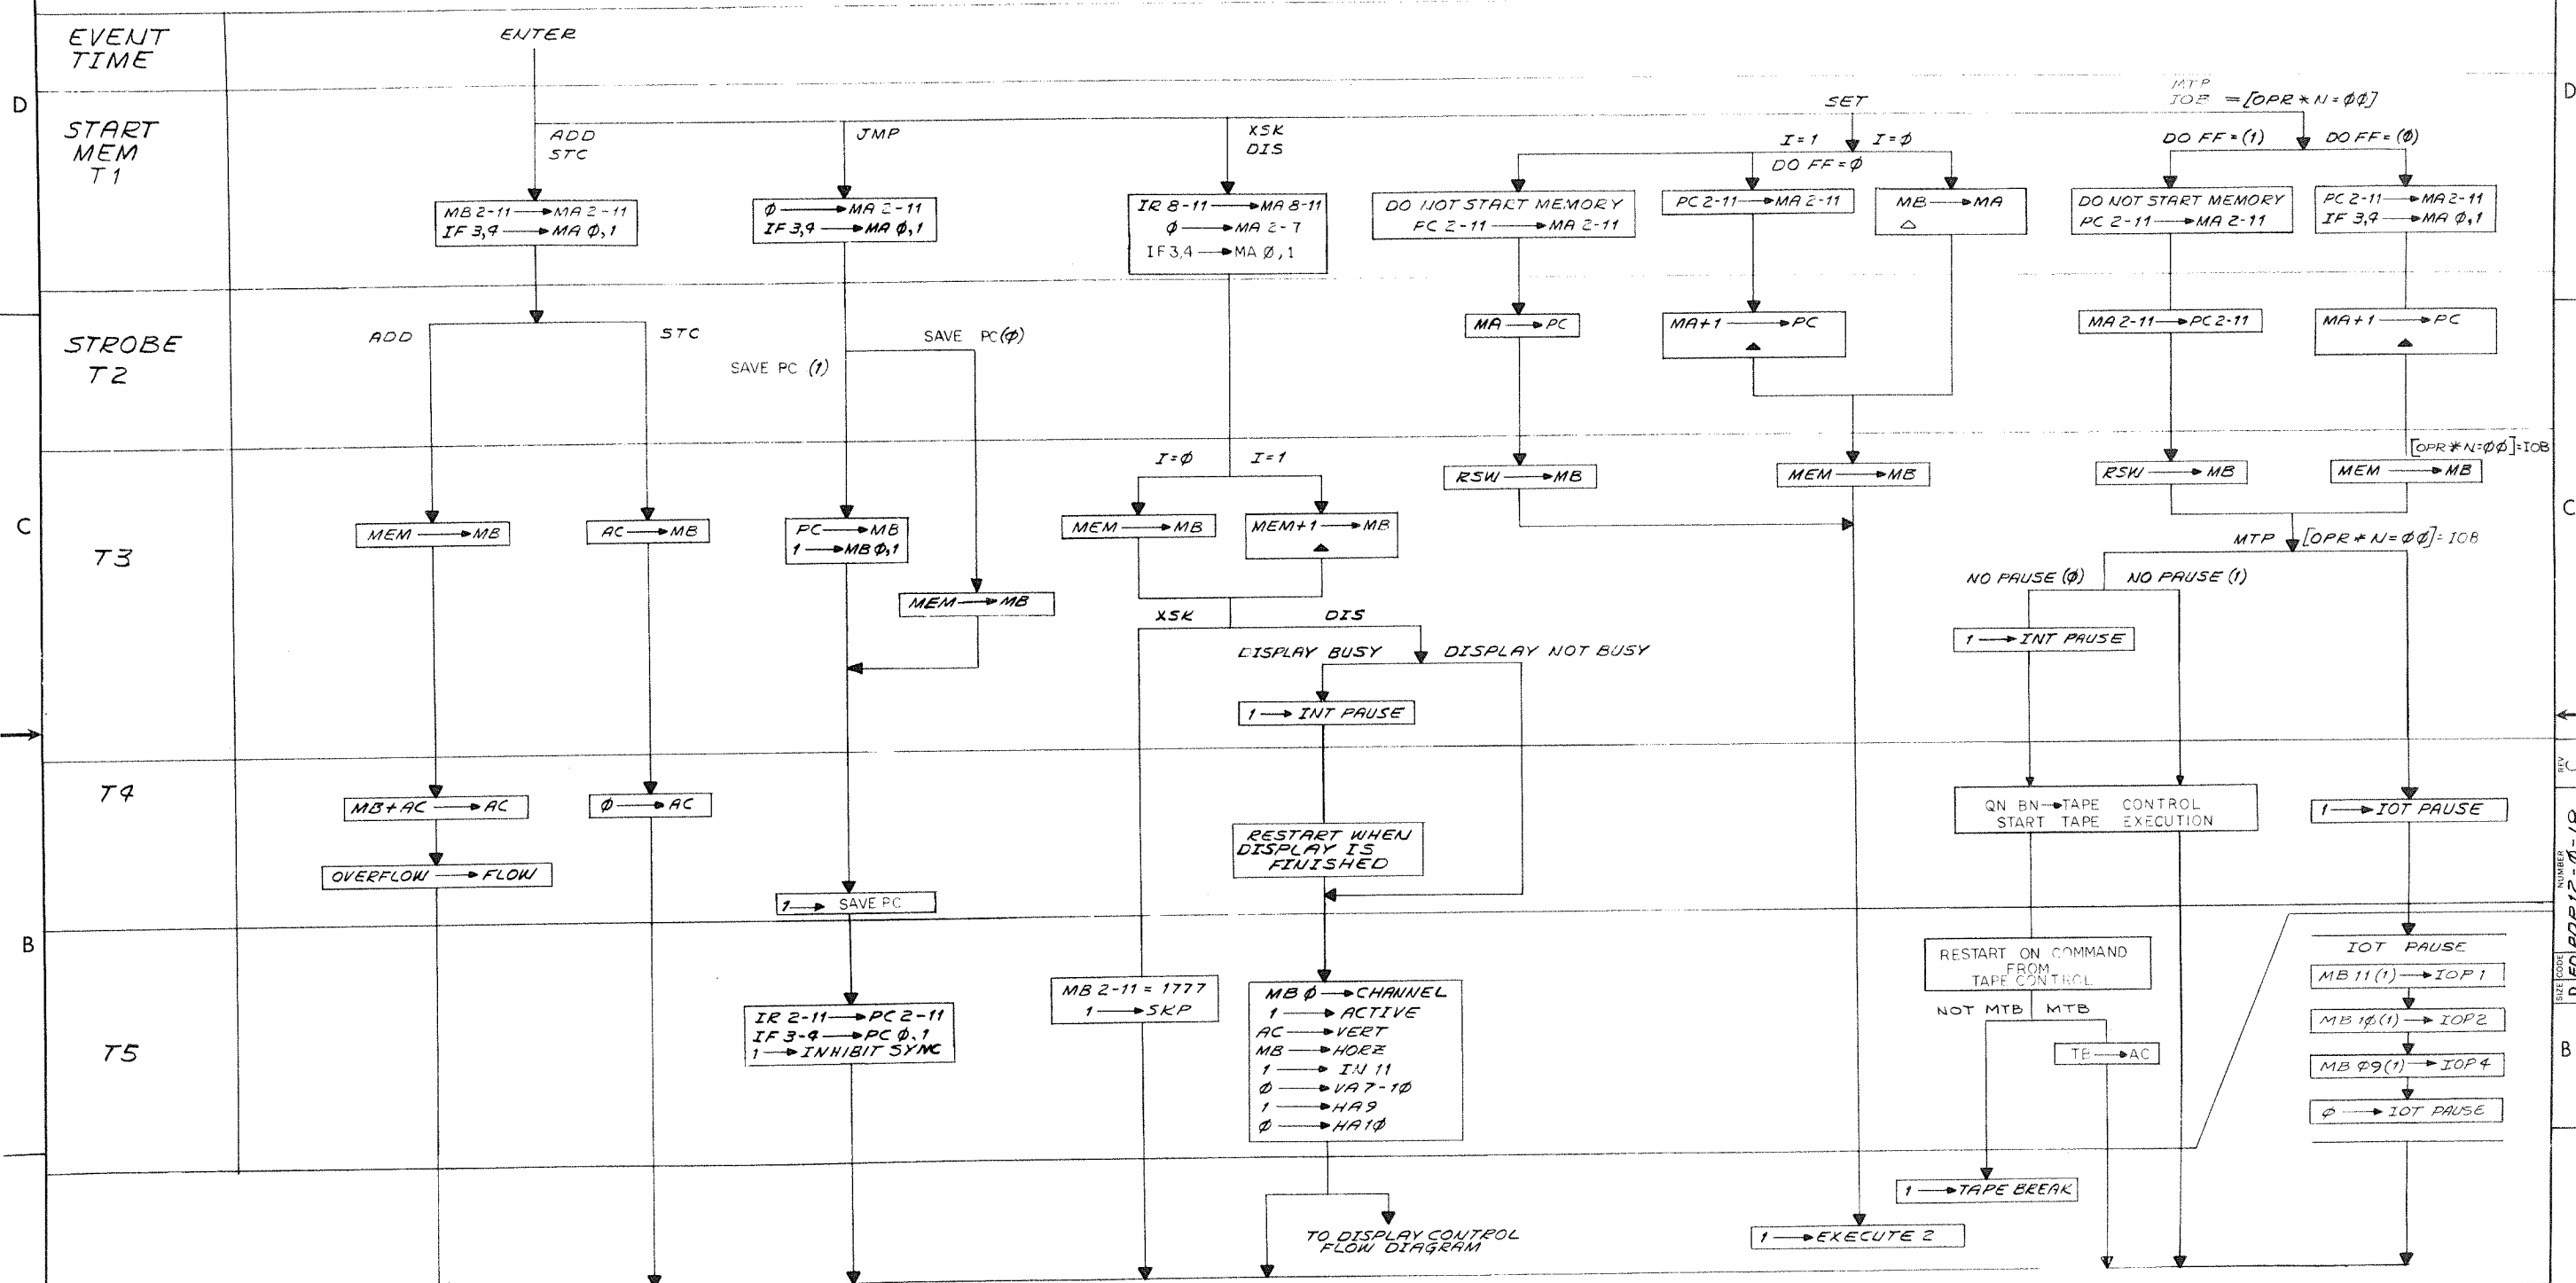 EVENT
TIME
ENTER
D
D
START
MEM
T1
ADD
STC
JMP
XSK
DIS
SET
MTP
IOB = [OPR * N = ØØ]
I = 1
I = Ø
DO FF = Ø
DO FF = (1)
DO FF = (Ø)
MB 2-11 → MA 2-11
IF 3,4 → MA Ø,1
Ø → MA 2-11
IF 3,4 → MA Ø,1
IR 8-11 → MA 8-11
Ø → MA 2-7
IF 3,4 → MA Ø,1
DO NOT START MEMORY
PC 2-11 → MA 2-11
PC 2-11 → MA 2-11
MB → MA
△
DO NOT START MEMORY
PC 2-11 → MA 2-11
PC 2-11 → MA 2-11
IF 3,4 → MA Ø,1
STROBE
T2
ADD
STC
SAVE PC (1)
SAVE PC(Ø)
MA → PC
MA+1 → PC
▲
MA 2-11 → PC 2-11
MA+1 → PC
▲
C
C
T3
I = Ø
I = 1
[OPR * N = ØØ] = IOB
RSW → MB
MEM → MB
RSW → MB
MEM → MB
MEM → MB
AC → MB
PC → MB
1 → MB Ø,1
MEM → MB
MEM+1 → MB
▲
MTP [OPR * N = ØØ] = IOB
NO PAUSE (Ø)
NO PAUSE (1)
MEM → MB
XSK
DIS
1 → INT PAUSE
DISPLAY BUSY
DISPLAY NOT BUSY
1 → INT PAUSE
T4
MB+AC → AC
Ø → AC
QN BN → TAPE CONTROL
START TAPE EXECUTION
1 → IOT PAUSE
RESTART WHEN
DISPLAY IS
FINISHED
OVERFLOW → FLOW
1 → SAVE PC
REV
C
NUMBER
SIZE CODE
B
B
T5
IOT PAUSE
RESTART ON COMMAND
FROM
TAPE CONTROL
MB 11 (1) → IOP 1
MB 2-11 = 1777
1 → SKP
MB Ø → CHANNEL
1 → ACTIVE
AC → VERT
MB → HORZ
1 → IN 11
Ø → VA 7-1Ø
1 → HA9
Ø → HA1Ø
IR 2-11 → PC 2-11
IF 3-4 → PC Ø,1
1 → INHIBIT SYNC
NOT MTB
MTB
MB 1Ø(1) → IOP 2
TB → AC
MB Ø9(1) → IOP 4
Ø → IOT PAUSE
1 → TAPE BREAK
TO DISPLAY CONTROL
FLOW DIAGRAM
1 → EXECUTE 2